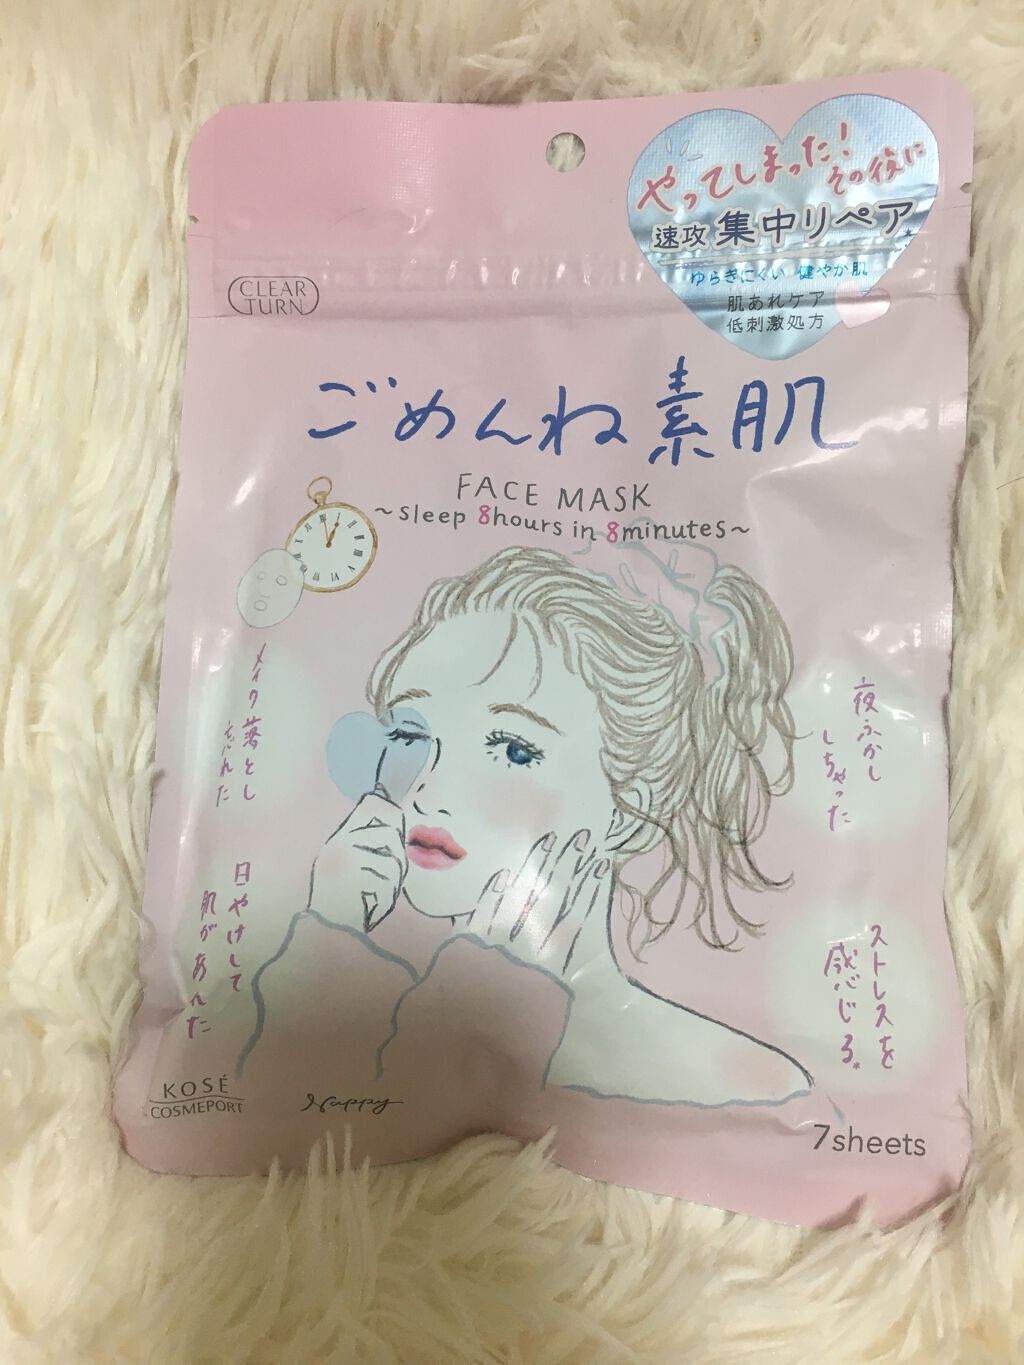 やってしまった!
その後に
速攻 集中リペア
ゆらぎにくい 健やか肌
肌あれケア
低刺激処方
CLEAR
TURN
ごめんね素肌
FACE MASK
~sleep 8hours in 8minutes~
メイク落とし
忘れた
夜ふかし
しちゃった
日やけして
肌があれた
ストレスを
感じる
KOSÉ
COSMEPORT
Nappy
7sheets